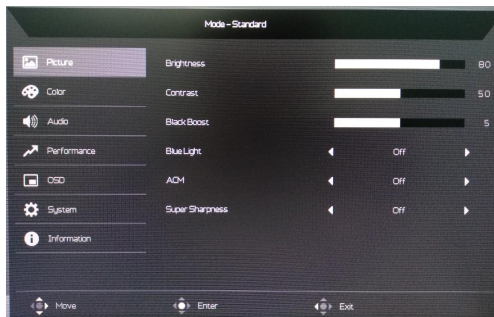 Mode - Standard
Picture
Brightness 80
Color
Contrast 50
Audio
Black Boost 5
Performance
Blue Light Off
OSD
ACM Off
System
Super Sharpness Off
Information
Move Enter Exit